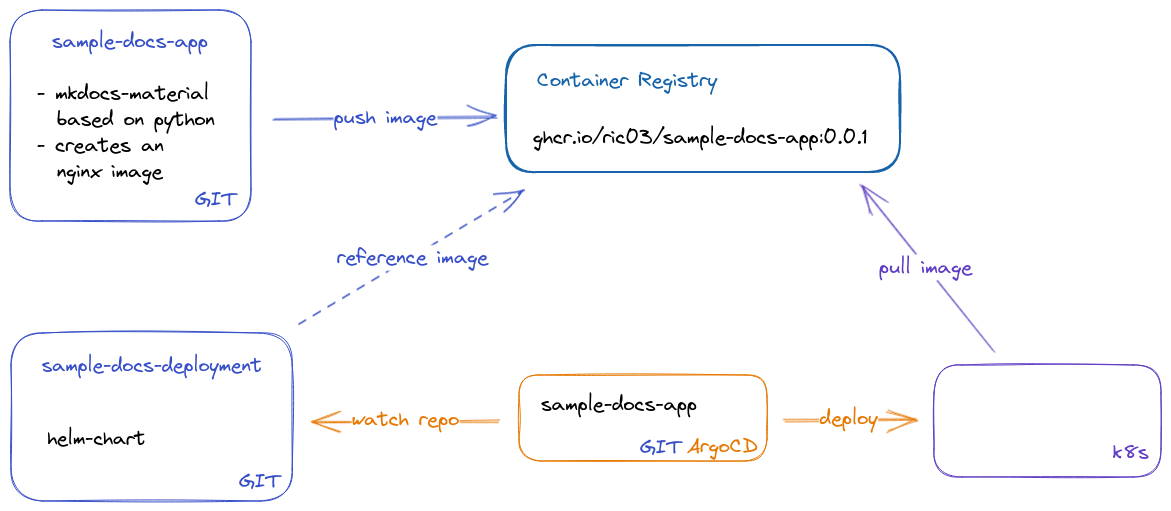 sample-docs-app
- mkdocs-material
based on python
- creates an
nginx image
GIT
push image
Container Registry
ghcr.io/ric03/sample-docs-app:0.0.1
reference image
pull image
sample-docs-deployment
helm-chart
GIT
watch repo
sample-docs-app
GIT ArgoCD
deploy
k8s